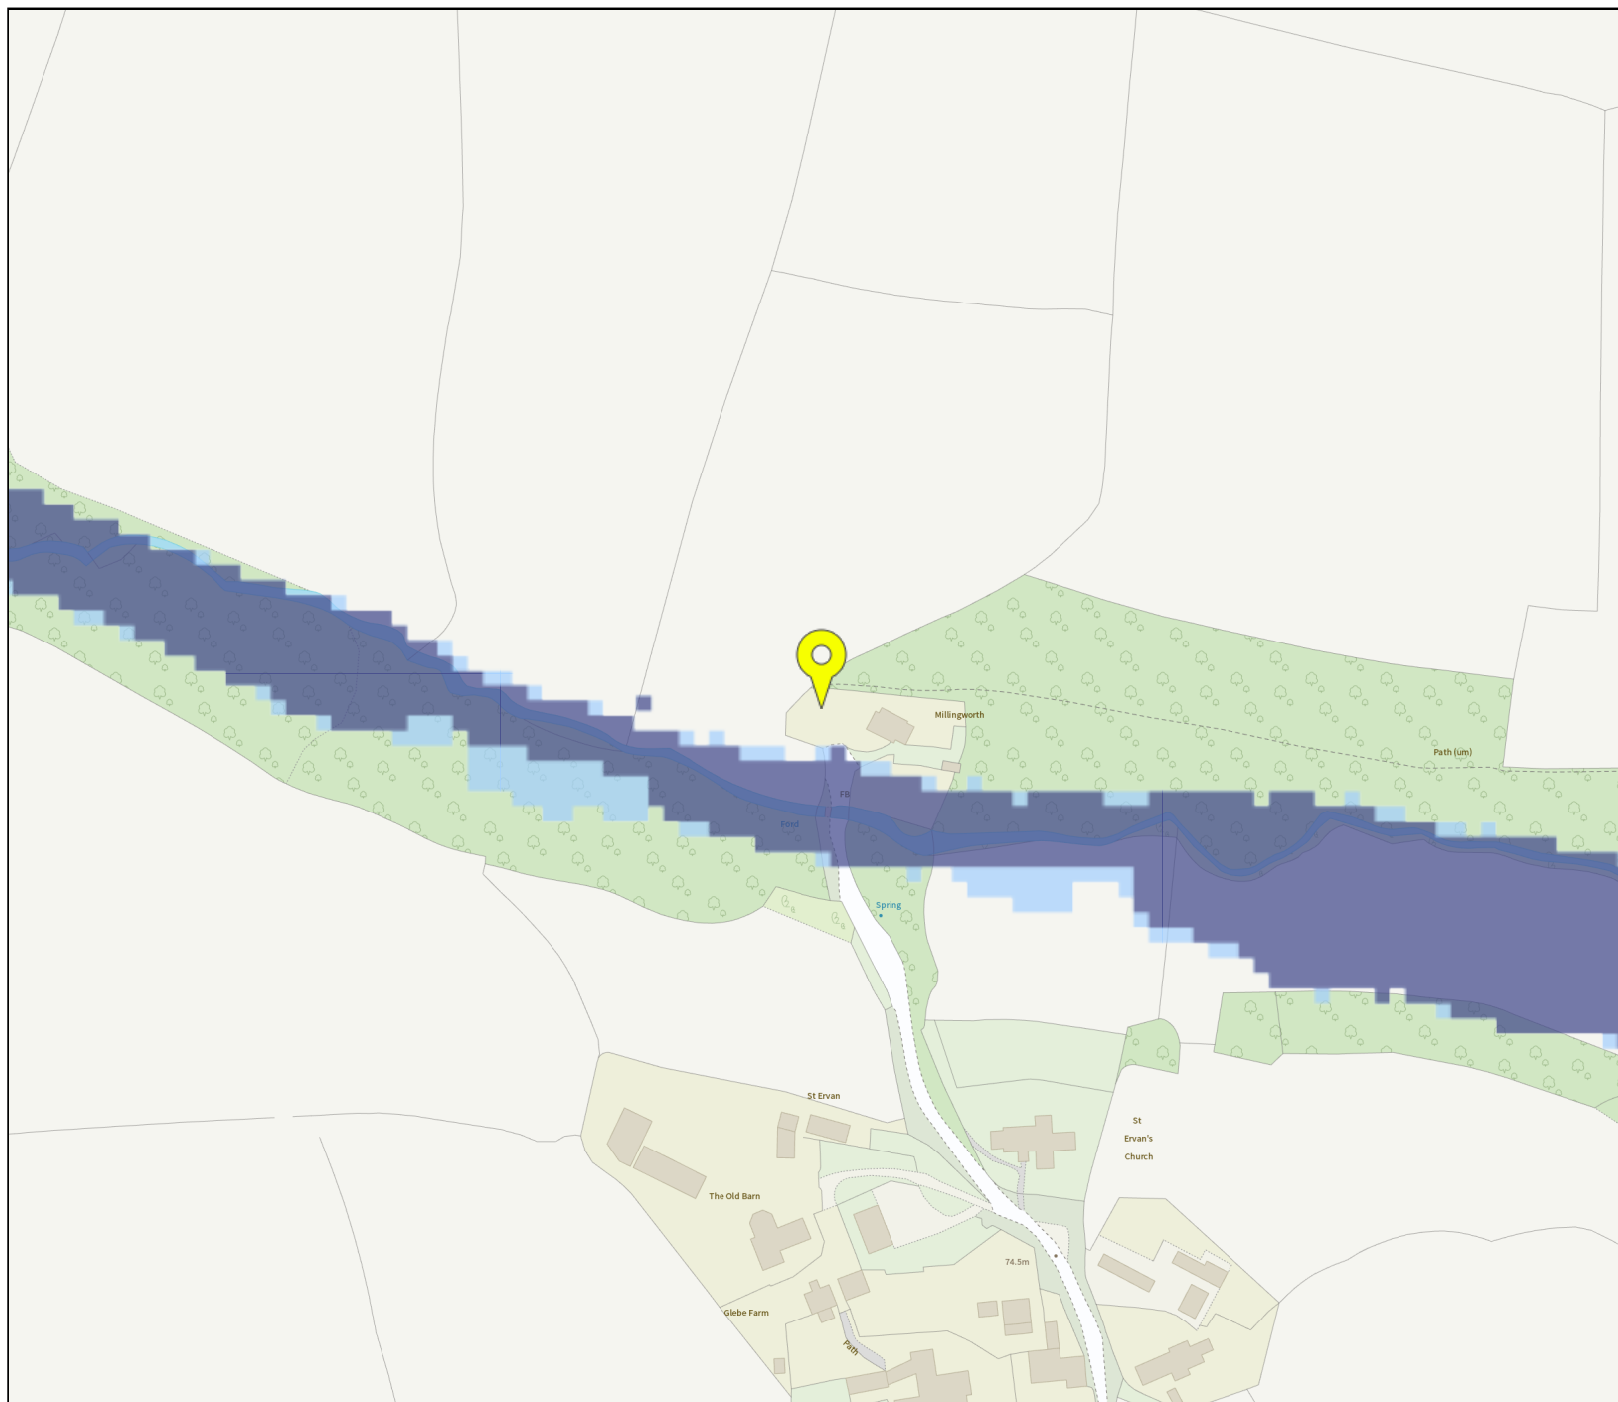 Millingworth
Path (um)
FB
Ford
Spring
St Ervan
St
Ervan's
Church
The Old Barn
74.5m
Glebe Farm
Path